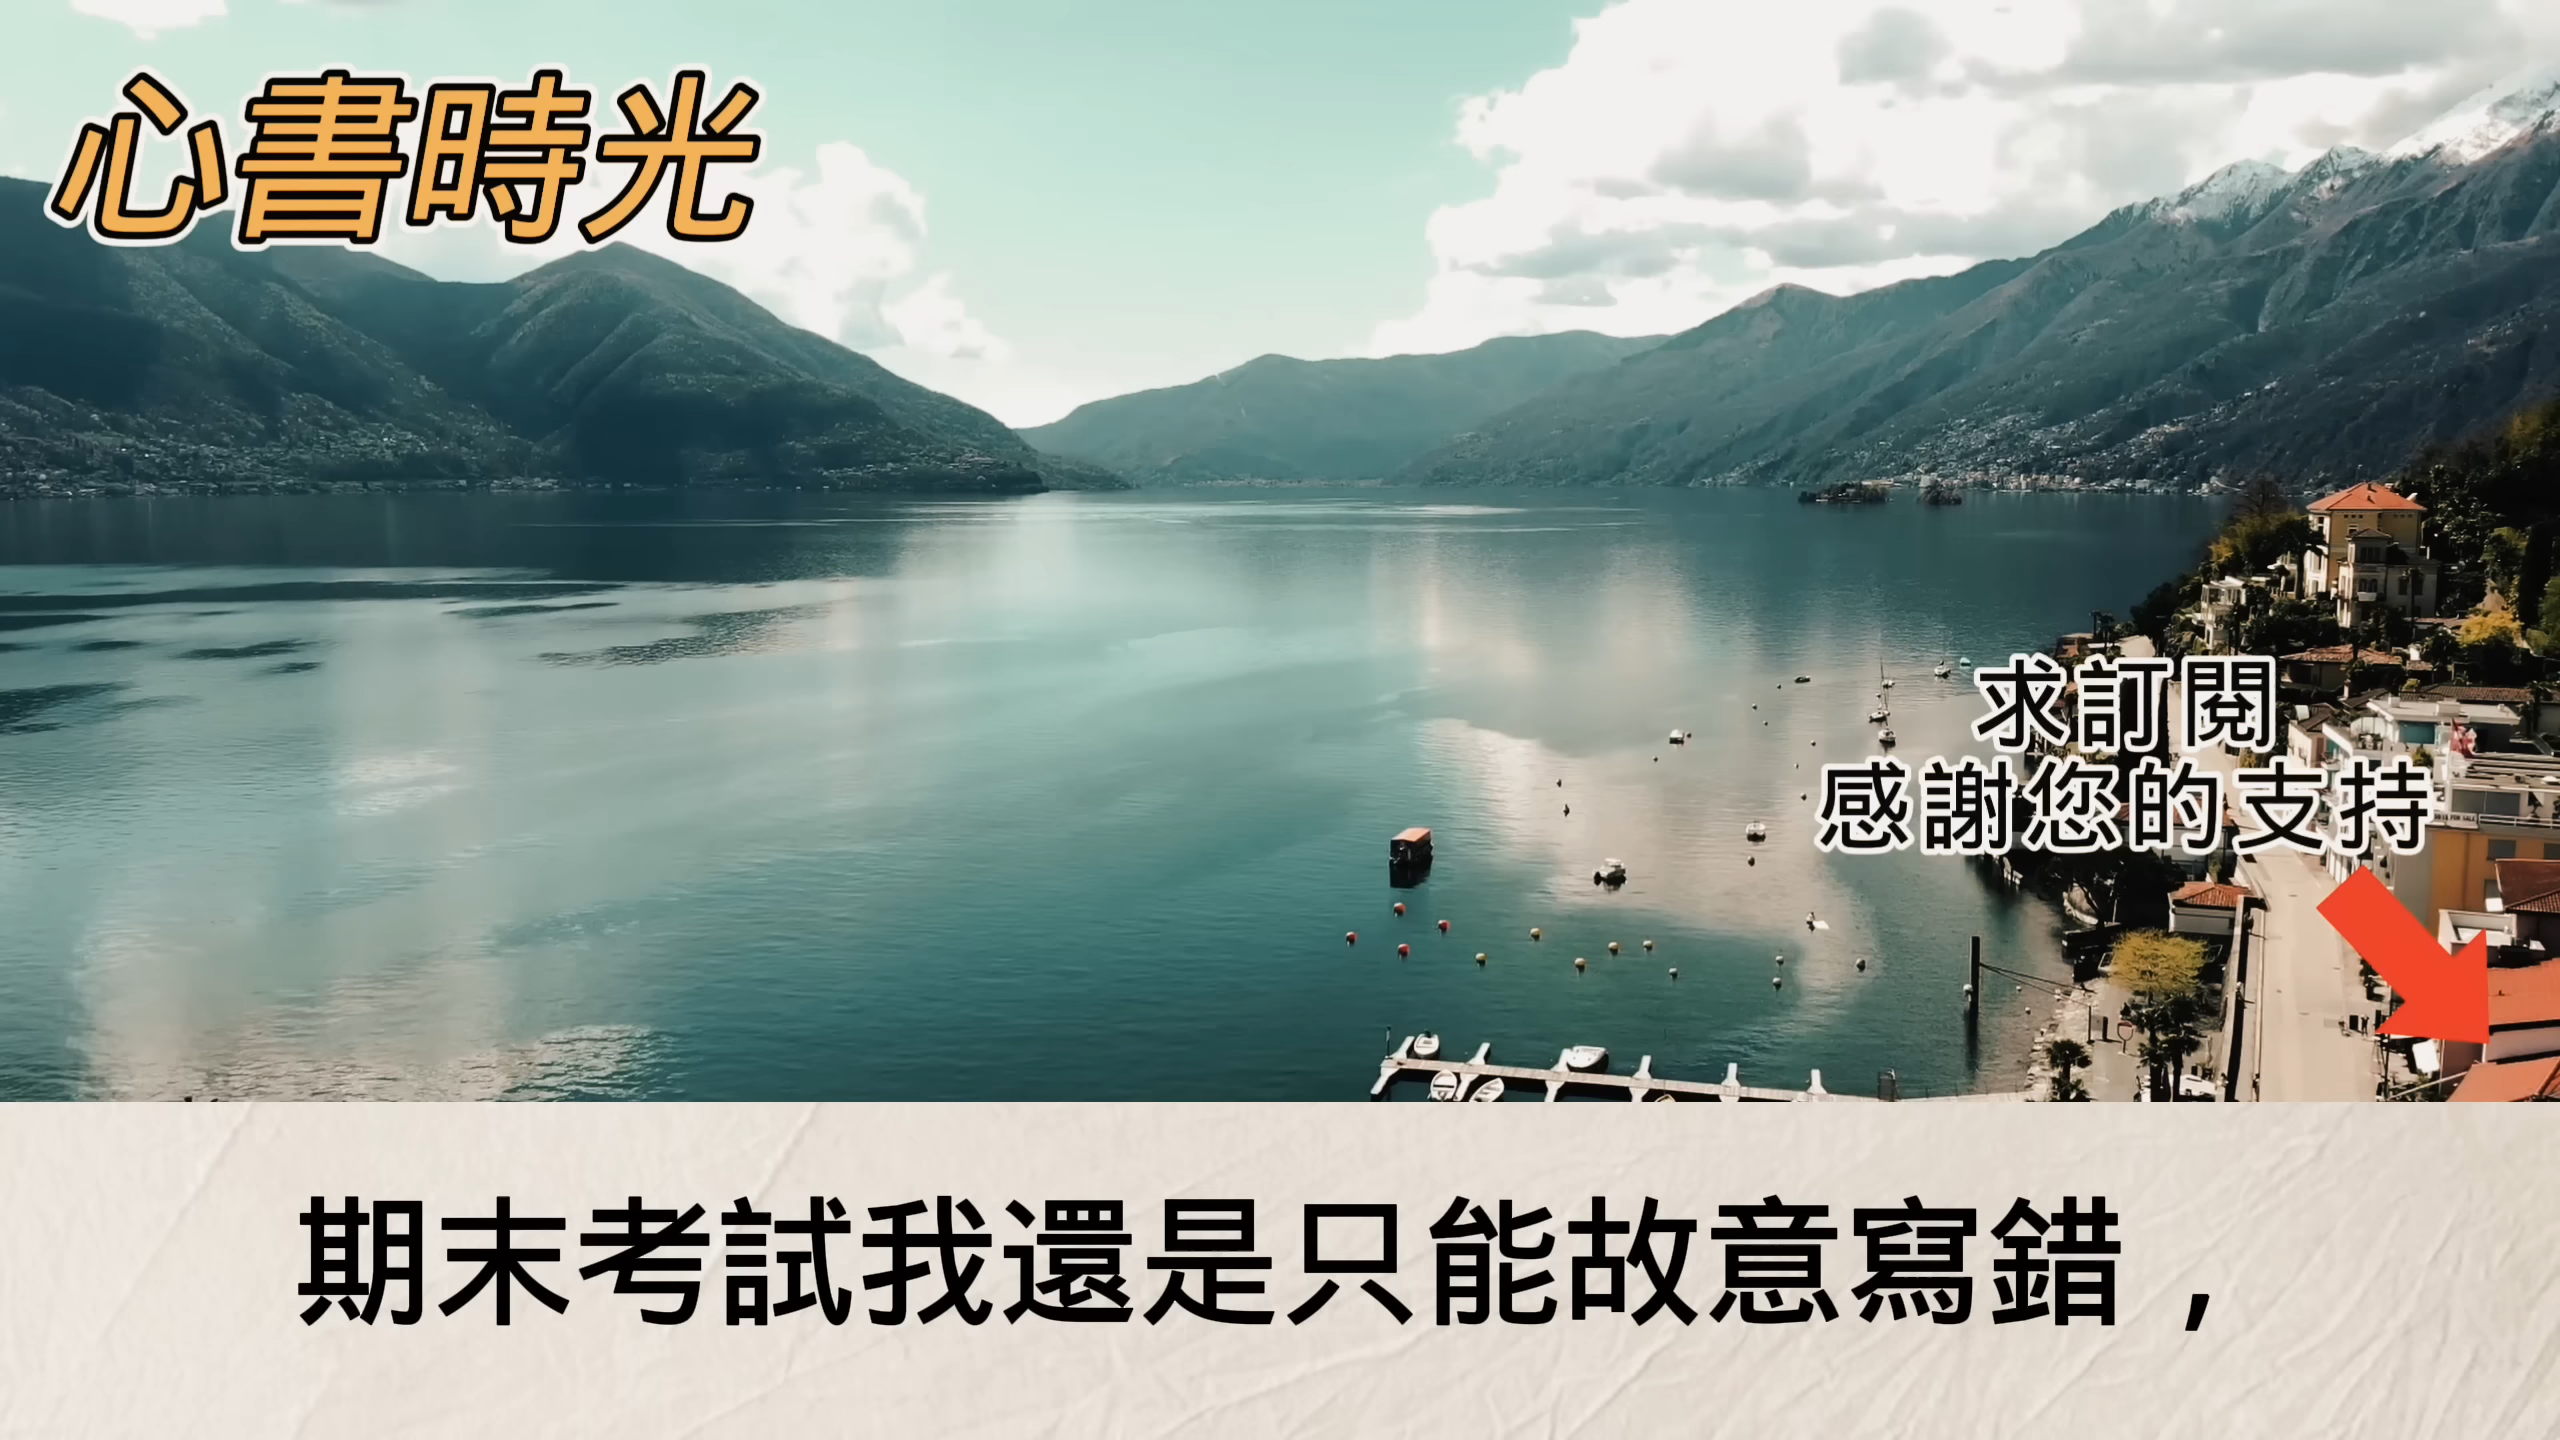 心書時光
求訂閱
感謝您的支持
期末考試我還是只能故意寫錯，